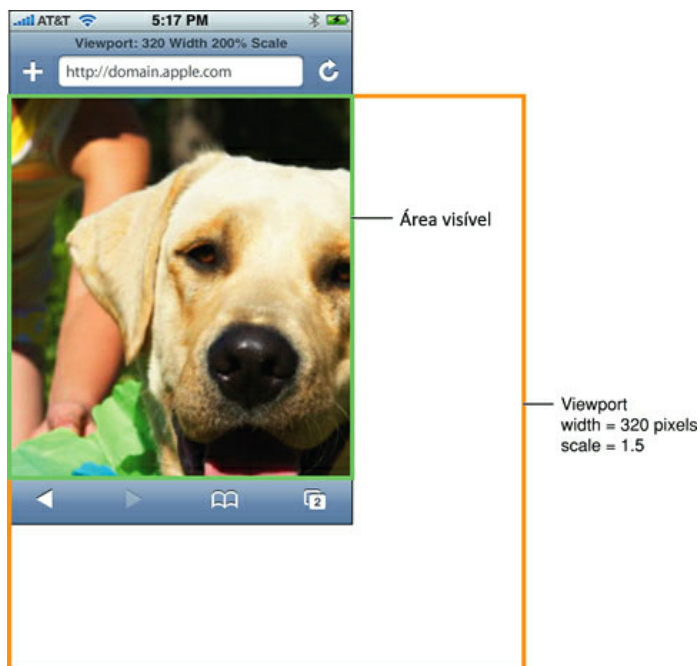 AT&T 5:17 PM
Viewport: 320 Width 200% Scale
http://domain.apple.com
Área visível
Viewport
width = 320 pixels
scale = 1.5
2